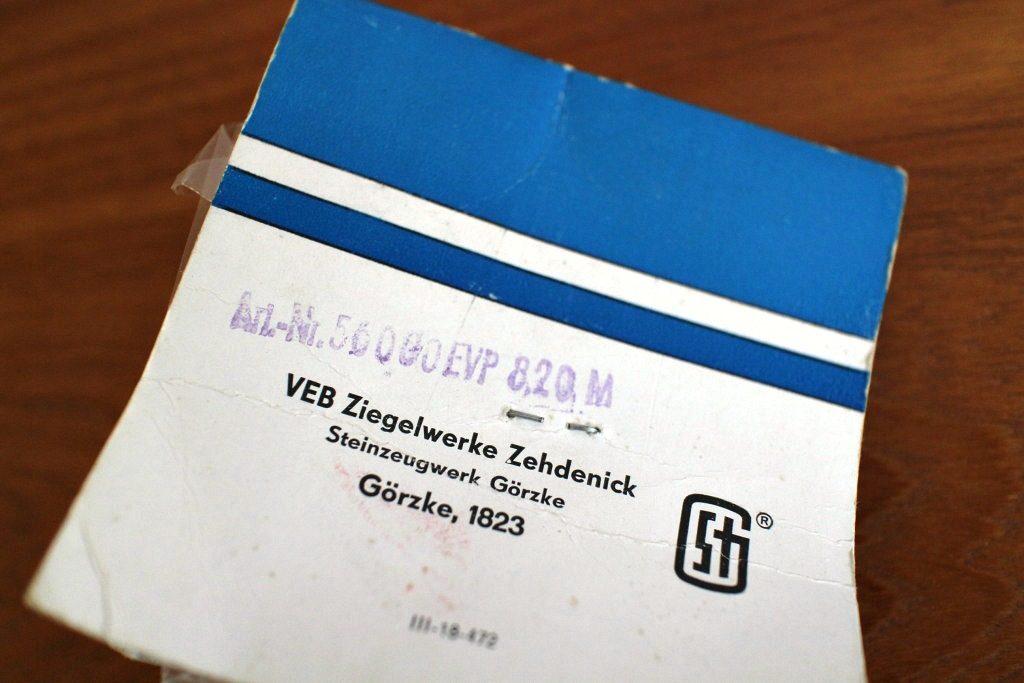 Art.-Nr. 56060 EVP 8,20 M
VEB Ziegelwerke Zehdenick
Steinzeugwerk Görzke
Görzke, 1823
®
III-18-472